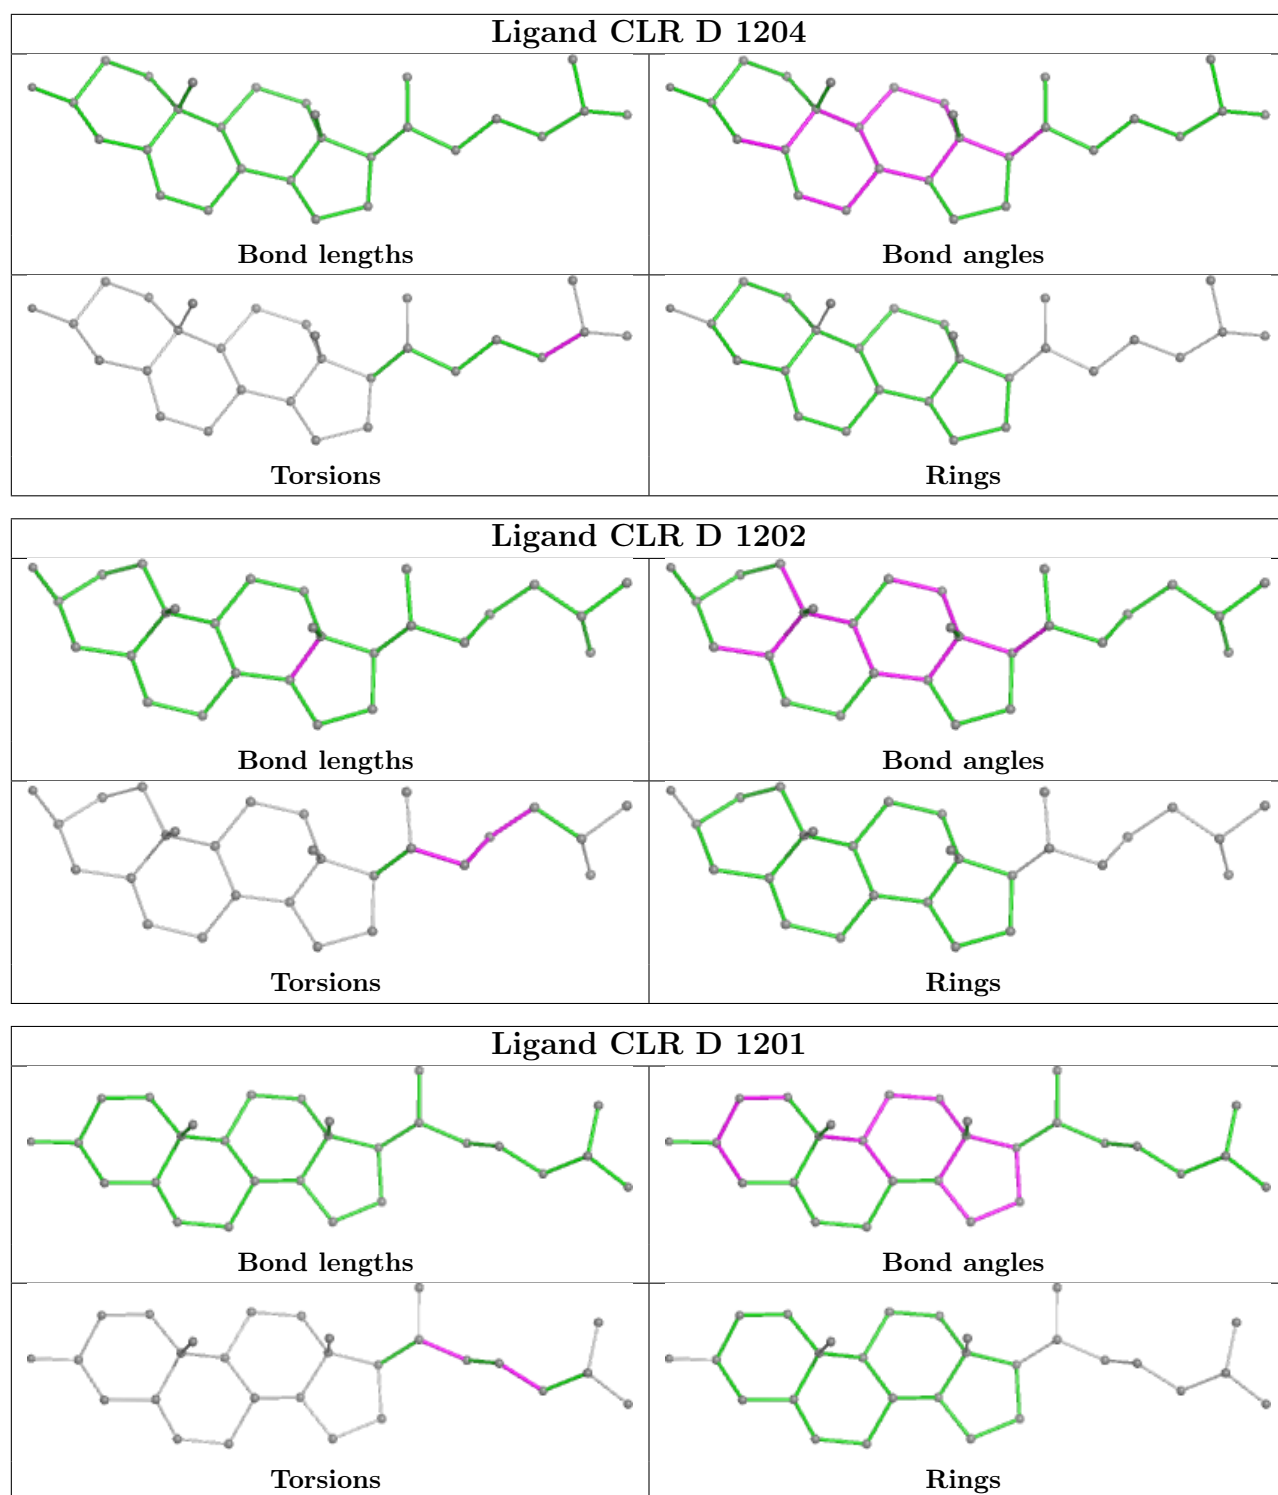 Ligand CLR D 1204
Bond lengths
Bond angles
Torsions
Rings
Ligand CLR D 1202
Bond lengths
Bond angles
Torsions
Rings
Ligand CLR D 1201
Bond lengths
Bond angles
Torsions
Rings